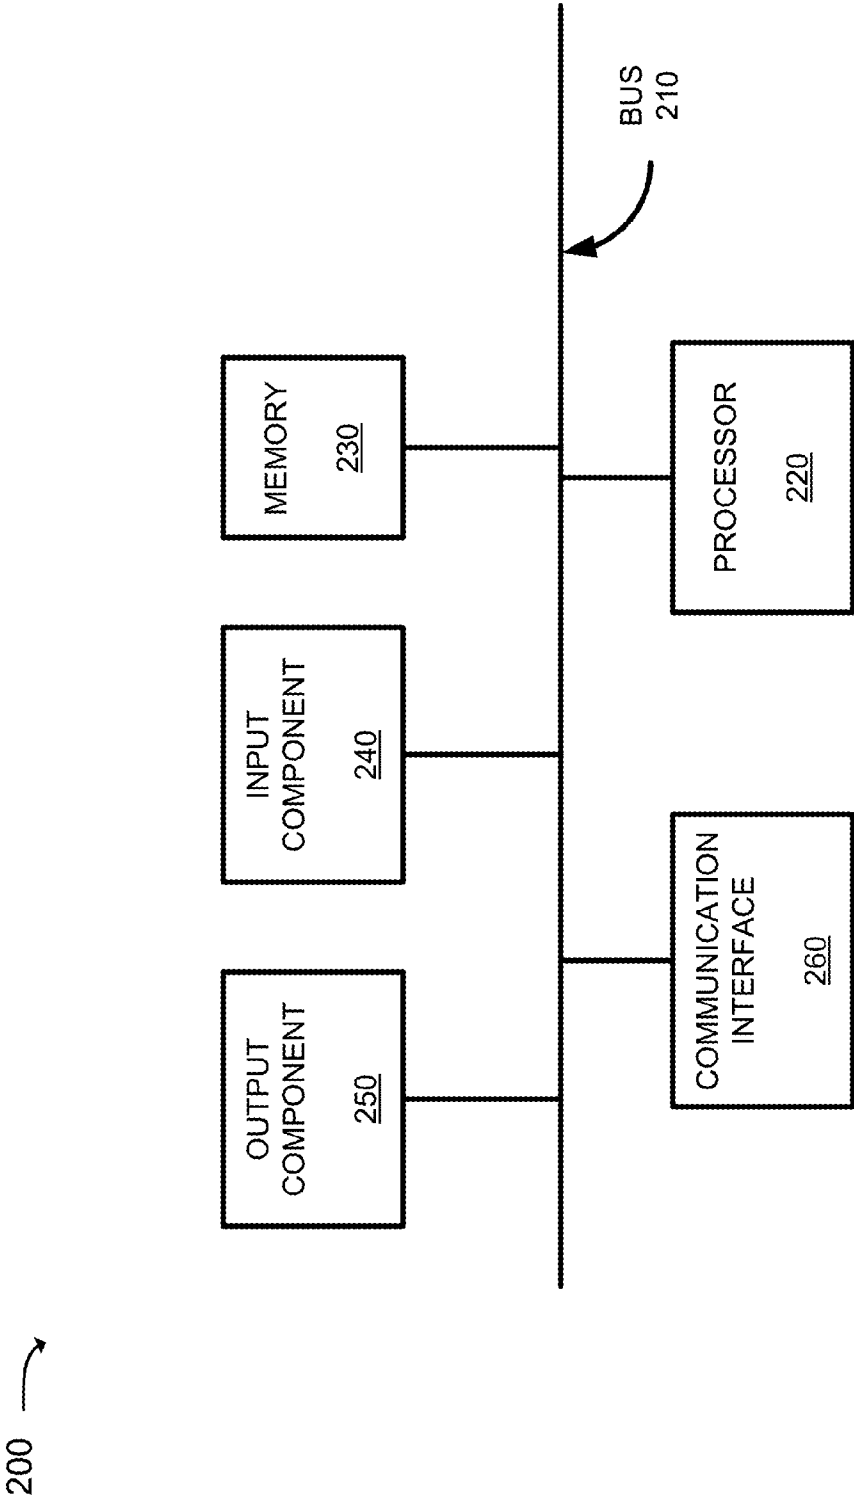 200
OUTPUT
COMPONENT
250
INPUT
COMPONENT
240
MEMORY
230
BUS
210
COMMUNICATION
INTERFACE
260
PROCESSOR
220